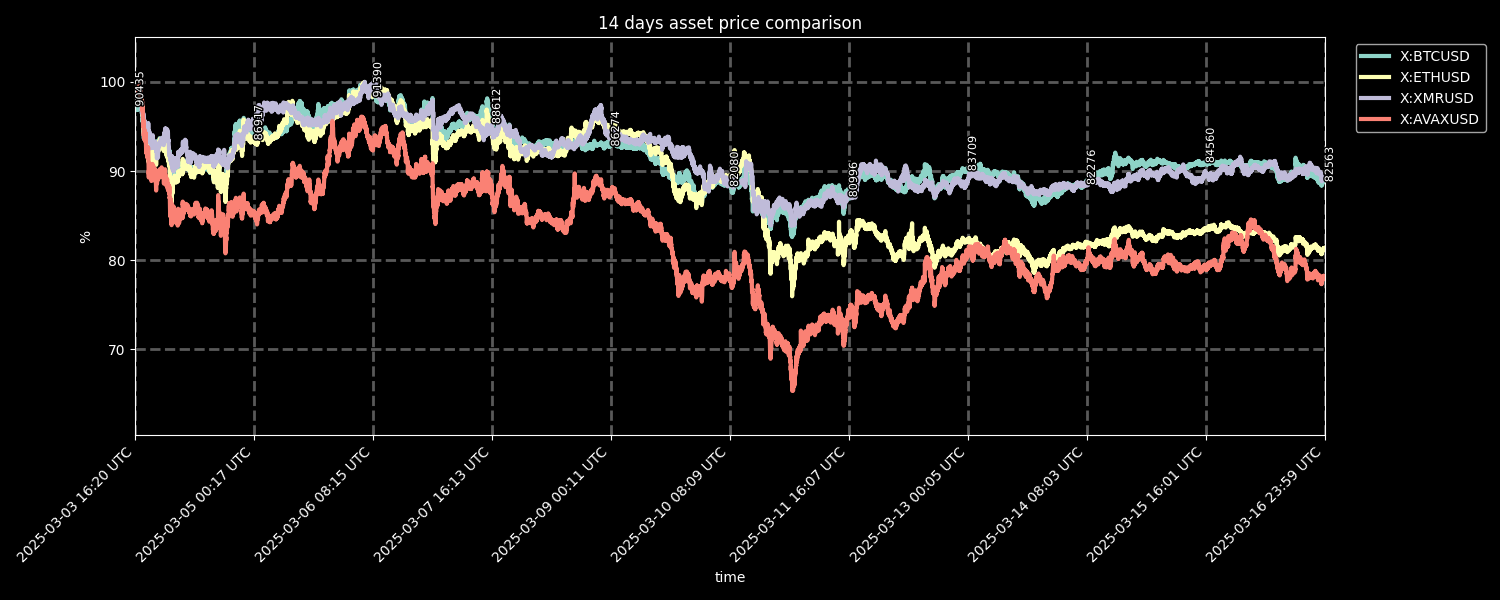 14 days asset price comparison
X:BTCUSD
X:ETHUSD
X:XMRUSD
X:AVAXUSD
100
90
80
70
%
90435
86917
91390
88612
86274
82080
80996
83709
82276
84560
82563
2025-03-03 16:20 UTC
2025-03-05 00:17 UTC
2025-03-06 08:15 UTC
2025-03-07 16:13 UTC
2025-03-09 00:11 UTC
2025-03-10 08:09 UTC
2025-03-11 16:07 UTC
2025-03-13 00:05 UTC
2025-03-14 08:03 UTC
2025-03-15 16:01 UTC
2025-03-16 23:59 UTC
time